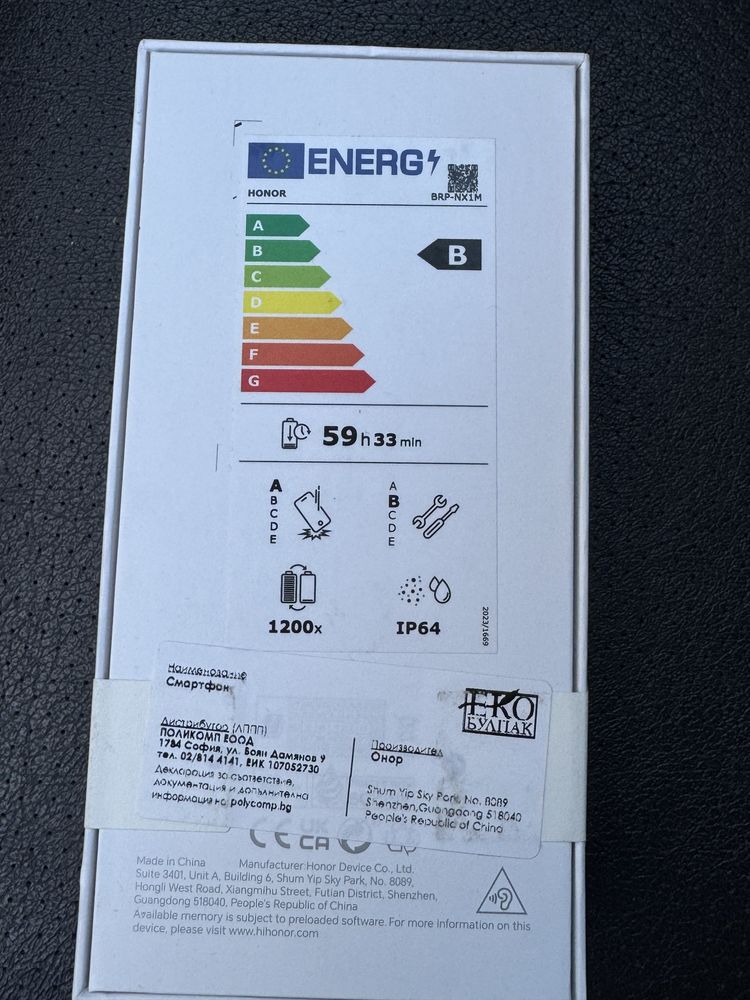 ENERG
HONOR
BRP-NX1M
A
B
C
D
E
F
G
B
59 h 33 min
A
B
C
D
E
A
B
C
D
E
1200x
IP64
2023/1669
Наименование
Смартфон
Дистрибутор (ЛППП)
ПОЛИКОМП ЕООД
1784 София, ул. Боян Дамянов 9
тел. 02/814 4141, ЕИК 107052730
Декларация за съответствие,
документация и допълнителна
информация на: polycomp.bg
Производител
Онор
Shum Yip Sky Park, No. 8089
Shenzhen, Guangdong 518040
People's Republic of China
ЕКО
БУЛПАК
CE
CA
Made in China
Manufacturer Honor Device Co., Ltd.
Suite 3401, Unit A, Building 6, Shum Yip Sky Park, No. 8089,
Hongli West Road, Xiangmihu Street, Futian District, Shenzhen,
Guangdong 518040, People's Republic of China
Available memory is subject to preloaded software. For more information on this
device, please visit www.hihonor.com